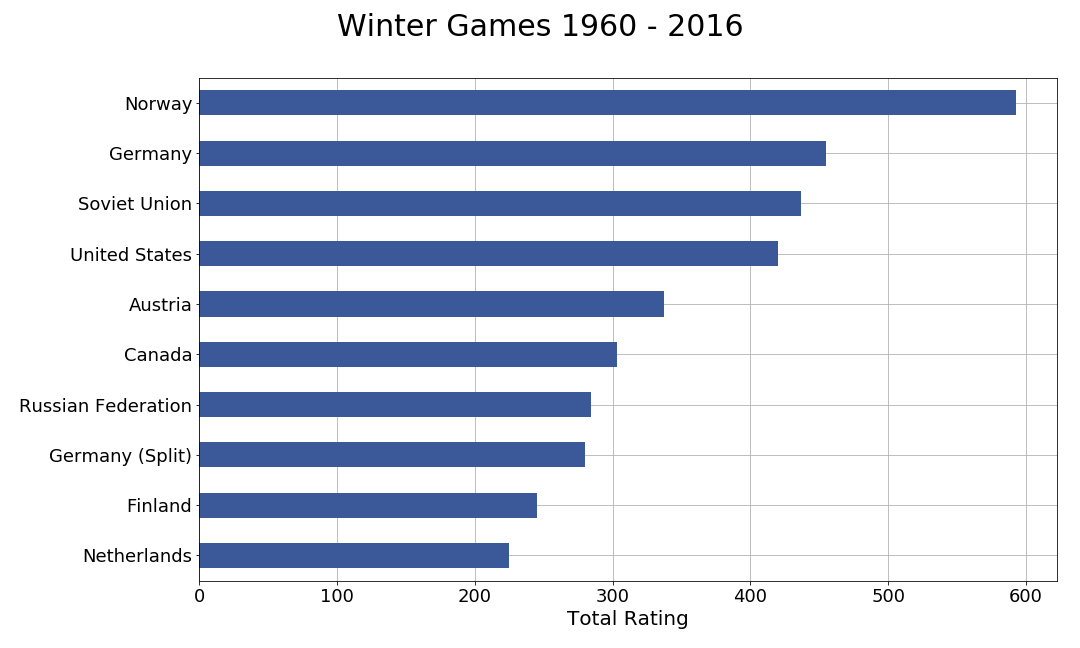 Winter Games 1960 - 2016
Norway
Germany
Soviet Union
United States
Austria
Canada
Russian Federation
Germany (Split)
Finland
Netherlands
0 100 200 300 400 500 600
Total Rating